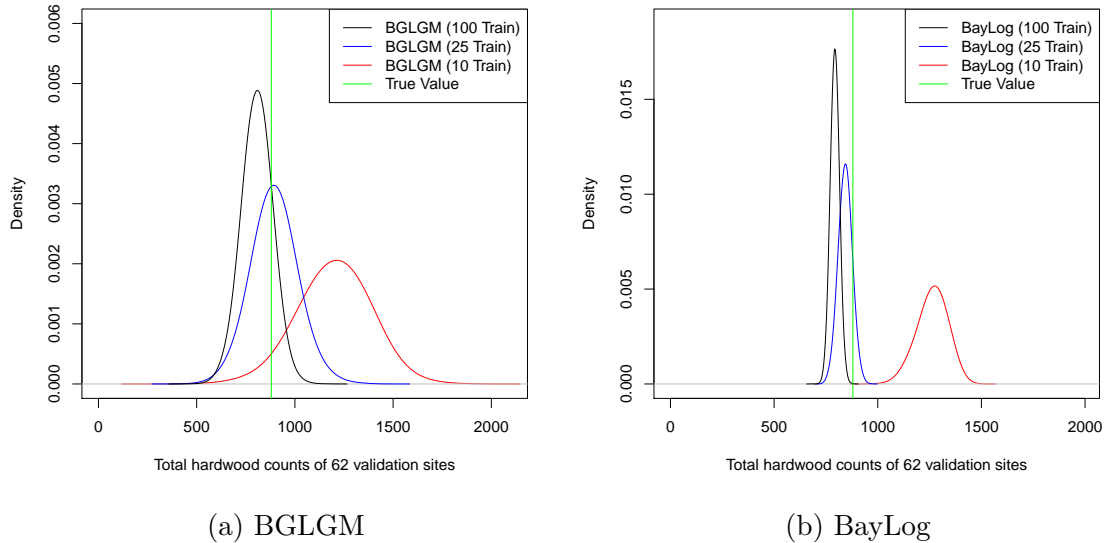 BGLGM (100 Train)
BGLGM (25 Train)
BGLGM (10 Train)
True Value
Density
0.000
0.001
0.002
0.003
0.004
0.005
0.006
0
500
1000
1500
2000
Total hardwood counts of 62 validation sites
(a) BGLGM
BayLog (100 Train)
BayLog (25 Train)
BayLog (10 Train)
True Value
Density
0.000
0.005
0.010
0.015
0
500
1000
1500
2000
Total hardwood counts of 62 validation sites
(b) BayLog